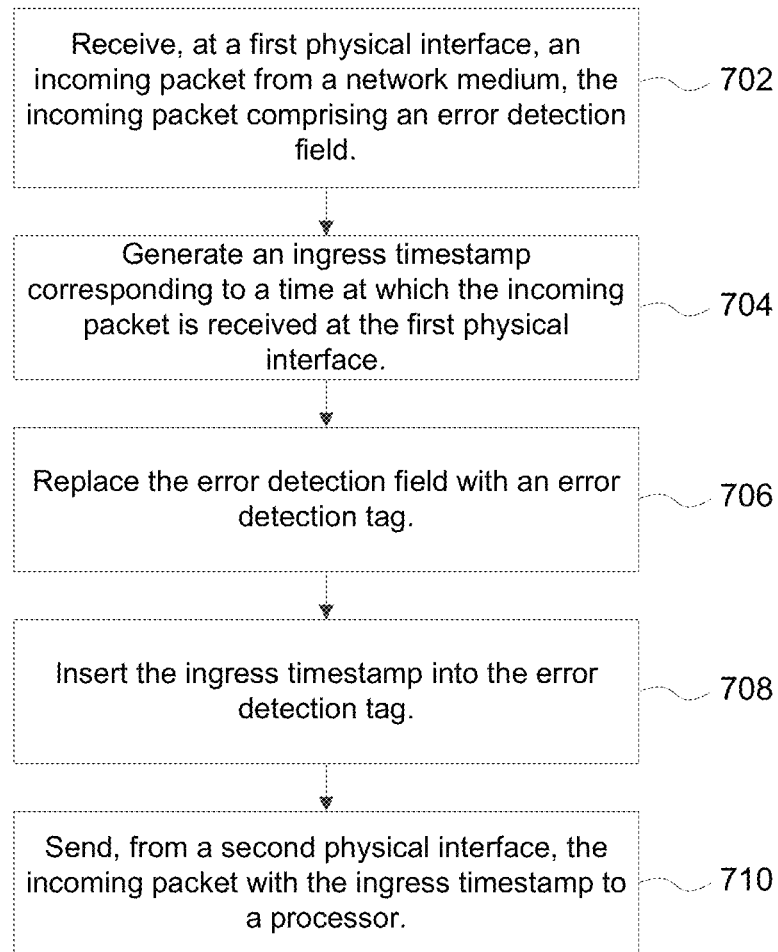 Receive, at a first physical interface, an
incoming packet from a network medium, the
incoming packet comprising an error detection
field.
702
Generate an ingress timestamp
corresponding to a time at which the incoming
packet is received at the first physical
interface.
704
Replace the error detection field with an error
detection tag.
706
Insert the ingress timestamp into the error
detection tag.
708
Send, from a second physical interface, the
incoming packet with the ingress timestamp to
a processor.
710